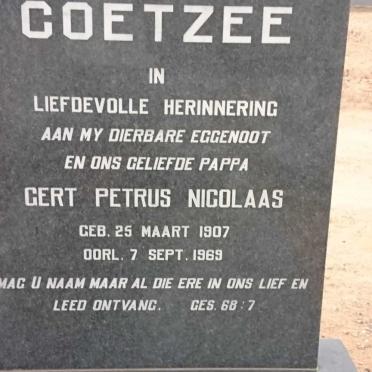 COETZEE
IN
LIEFDEVOLLE HERINNERING
AAN MY DIERBARE EGGENOOT
EN ONS GELIEFDE PAPPA
GERT PETRUS NICOLAAS
GEB. 25 MAART 1907
OORL. 7 SEPT. 1969
MAG U NAAM MAAR AL DIE ERE IN ONS LIEF EN
LEED ONTVANG. GES. 68:7